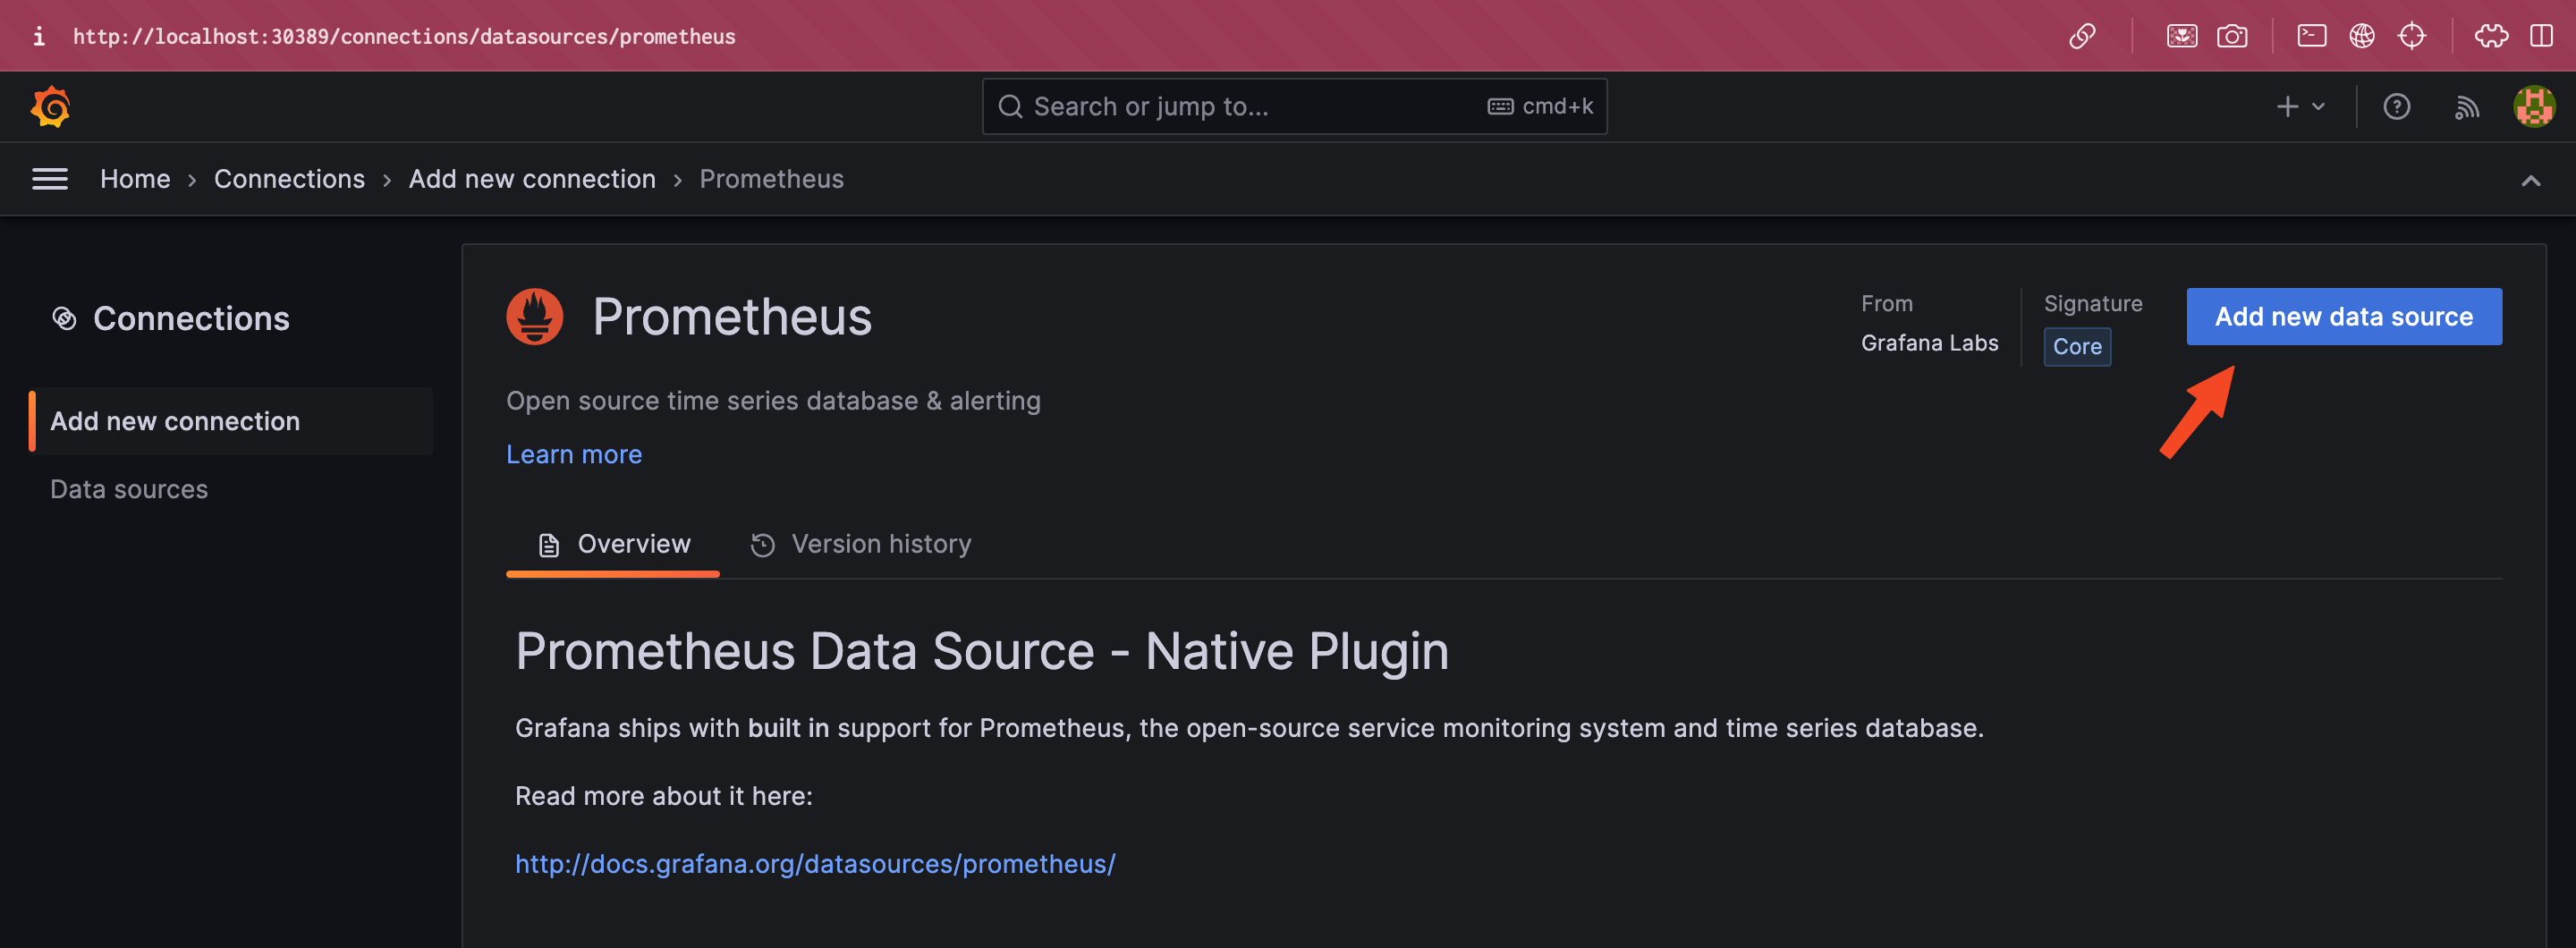 http://localhost:30389/connections/datasources/prometheus
Search or jump to...
cmd+k
Home
Connections
Add new connection
Prometheus
Connections
Add new connection
Data sources
Prometheus
From
Grafana Labs
Signature
Core
Add new data source
Open source time series database & alerting
Learn more
Overview
Version history
Prometheus Data Source - Native Plugin
Grafana ships with built in support for Prometheus, the open-source service monitoring system and time series database.
Read more about it here:
http://docs.grafana.org/datasources/prometheus/